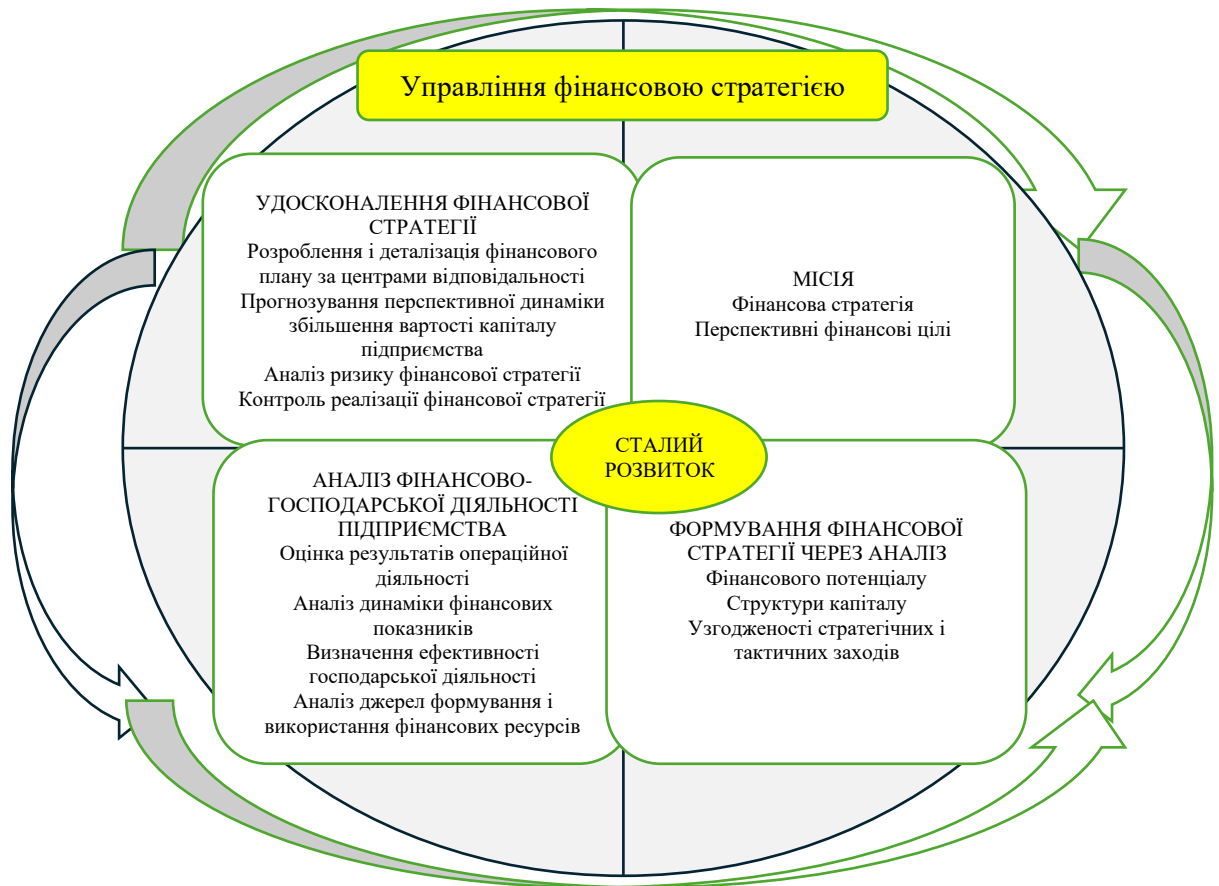 Управління фінансовою стратегією
УДОСКОНАЛЕННЯ ФІНАНСОВОЇ
СТРАТЕГІЇ
Розроблення і деталізація фінансового
плану за центрами відповідальності
Прогнозування перспективної динаміки
збільшення вартості капіталу
підприємства
Аналіз ризику фінансової стратегії
Контроль реалізації фінансової стратегії
МІСІЯ
Фінансова стратегія
Перспективні фінансові цілі
СТАЛИЙ
РОЗВИТОК
АНАЛІЗ ФІНАНСОВО-
ГОСПОДАРСЬКОЇ ДІЯЛЬНОСТІ
ПІДПРИЄМСТВА
Оцінка результатів операційної
діяльності
Аналіз динаміки фінансових
показників
Визначення ефективності
господарської діяльності
Аналіз джерел формування і
використання фінансових ресурсів
ФОРМУВАННЯ ФІНАНСОВОЇ
СТРАТЕГІЇ ЧЕРЕЗ АНАЛІЗ
Фінансового потенціалу
Структури капіталу
Узгодженості стратегічних і
тактичних заходів